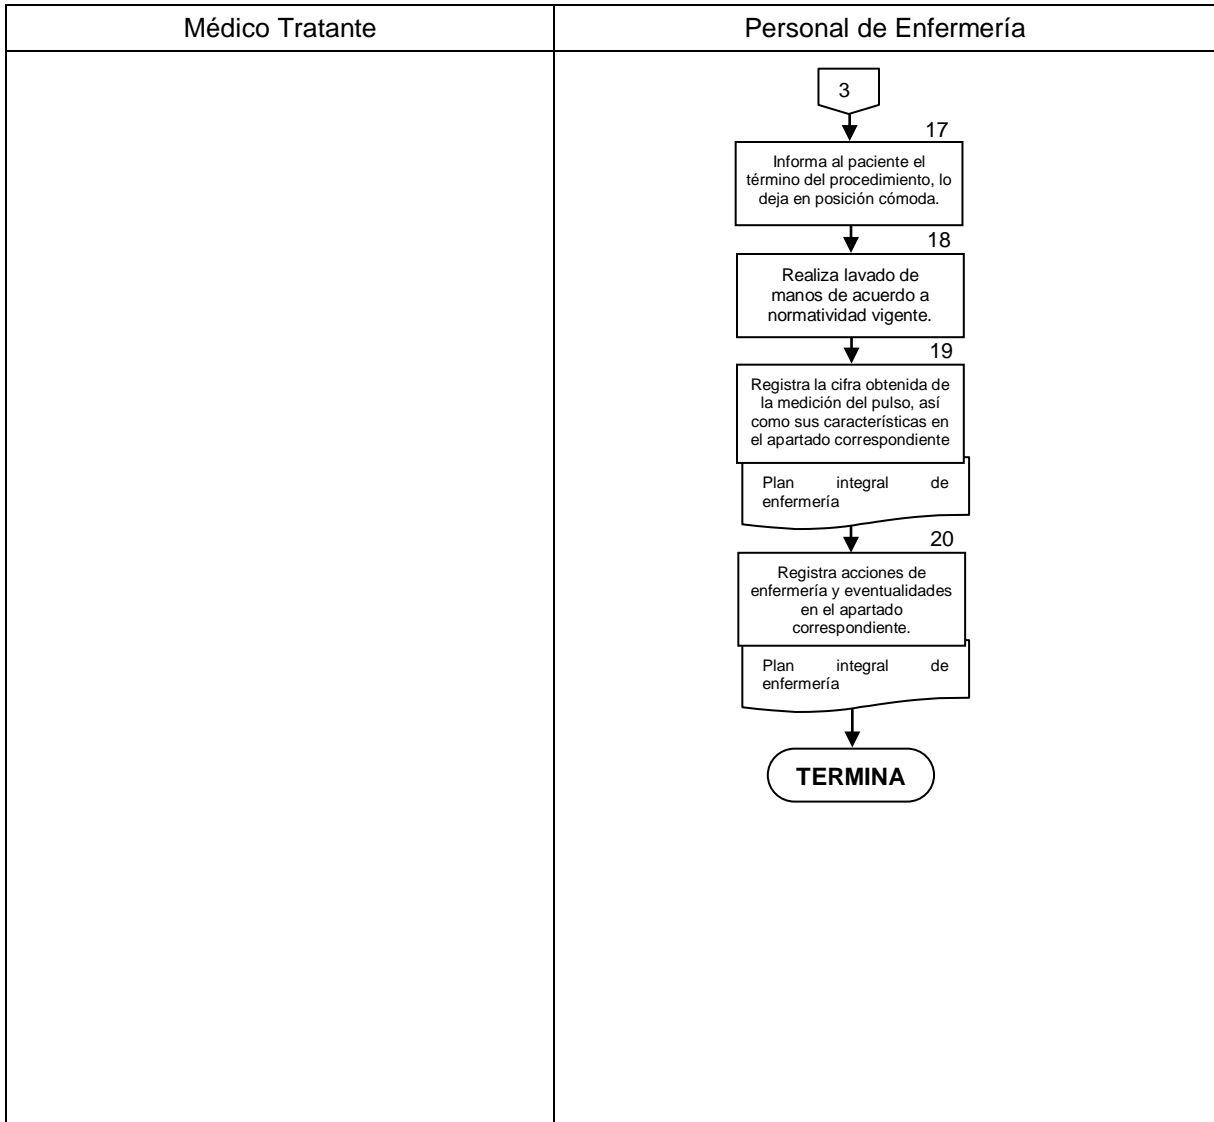 Médico Tratante
Personal de Enfermería
3
17
Informa al paciente el
término del procedimiento, lo
deja en posición cómoda.
18
Realiza lavado de
manos de acuerdo a
normatividad vigente.
19
Registra la cifra obtenida de
la medición del pulso, así
como sus características en
el apartado correspondiente
Plan integral de
enfermería
20
Registra acciones de
enfermería y eventualidades
en el apartado
correspondiente.
Plan integral de
enfermería
TERMINA